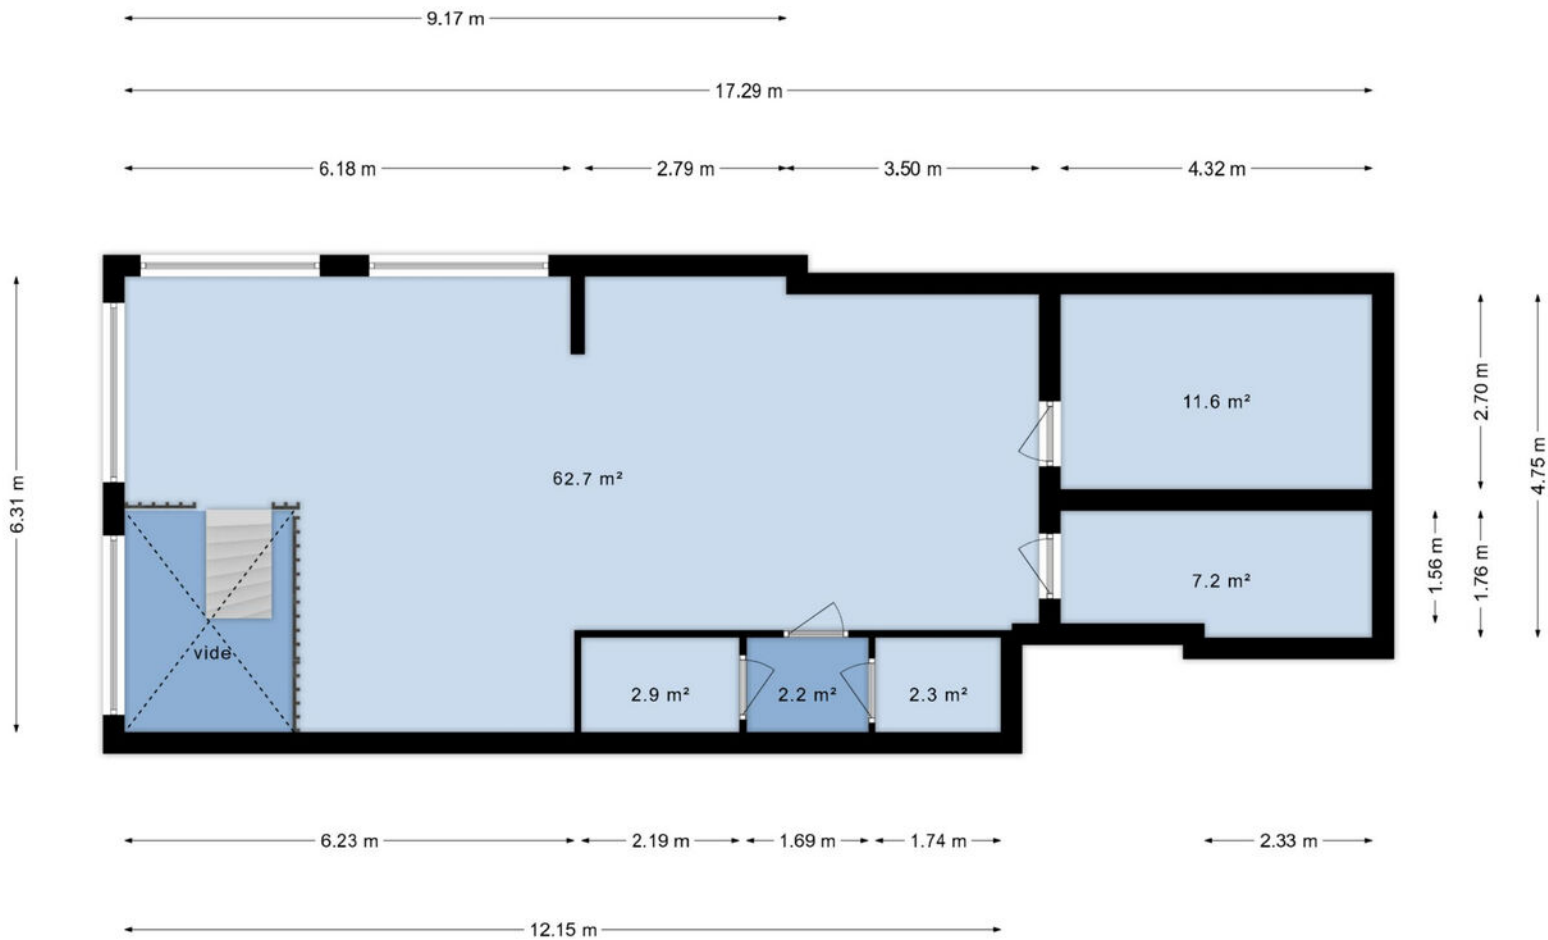 9.17 m
17.29 m
6.18 m
2.79 m
3.50 m
4.32 m
6.31 m
62.7 m²
11.6 m²
2.70 m
4.75 m
7.2 m²
1.56 m
1.76 m
vide
2.9 m²
2.2 m²
2.3 m²
6.23 m
2.19 m
1.69 m
1.74 m
2.33 m
12.15 m